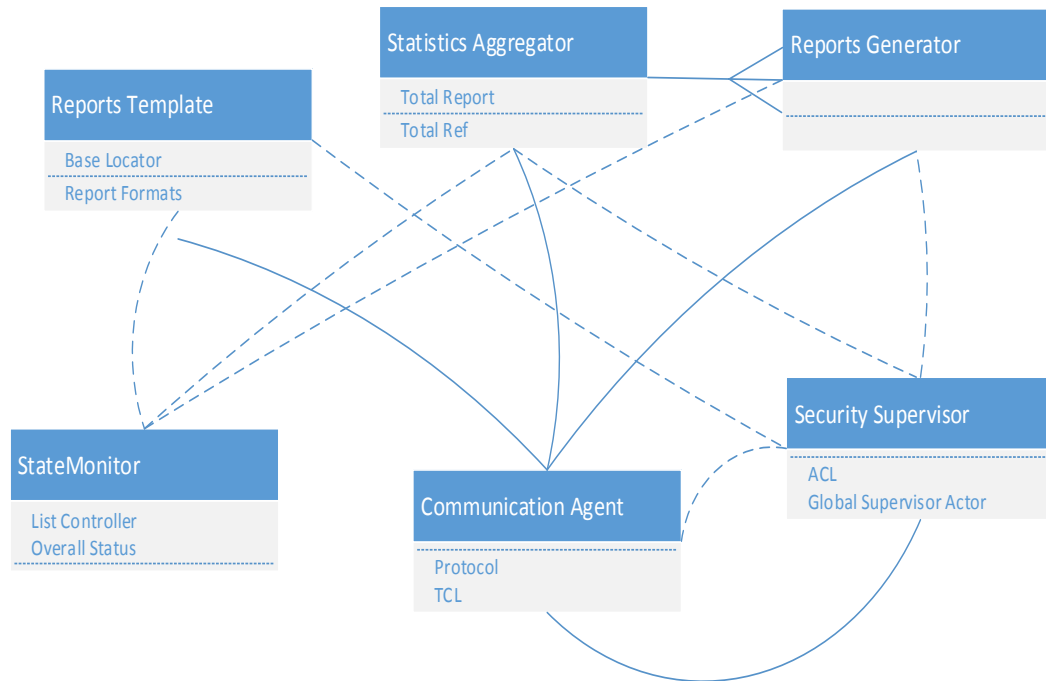 Statistics Aggregator
Total Report
Total Ref
Reports Generator
Reports Template
Base Locator
Report Formats
StateMonitor
List Controller
Overall Status
Communication Agent
Protocol
TCL
Security Supervisor
ACL
Global Supervisor Actor